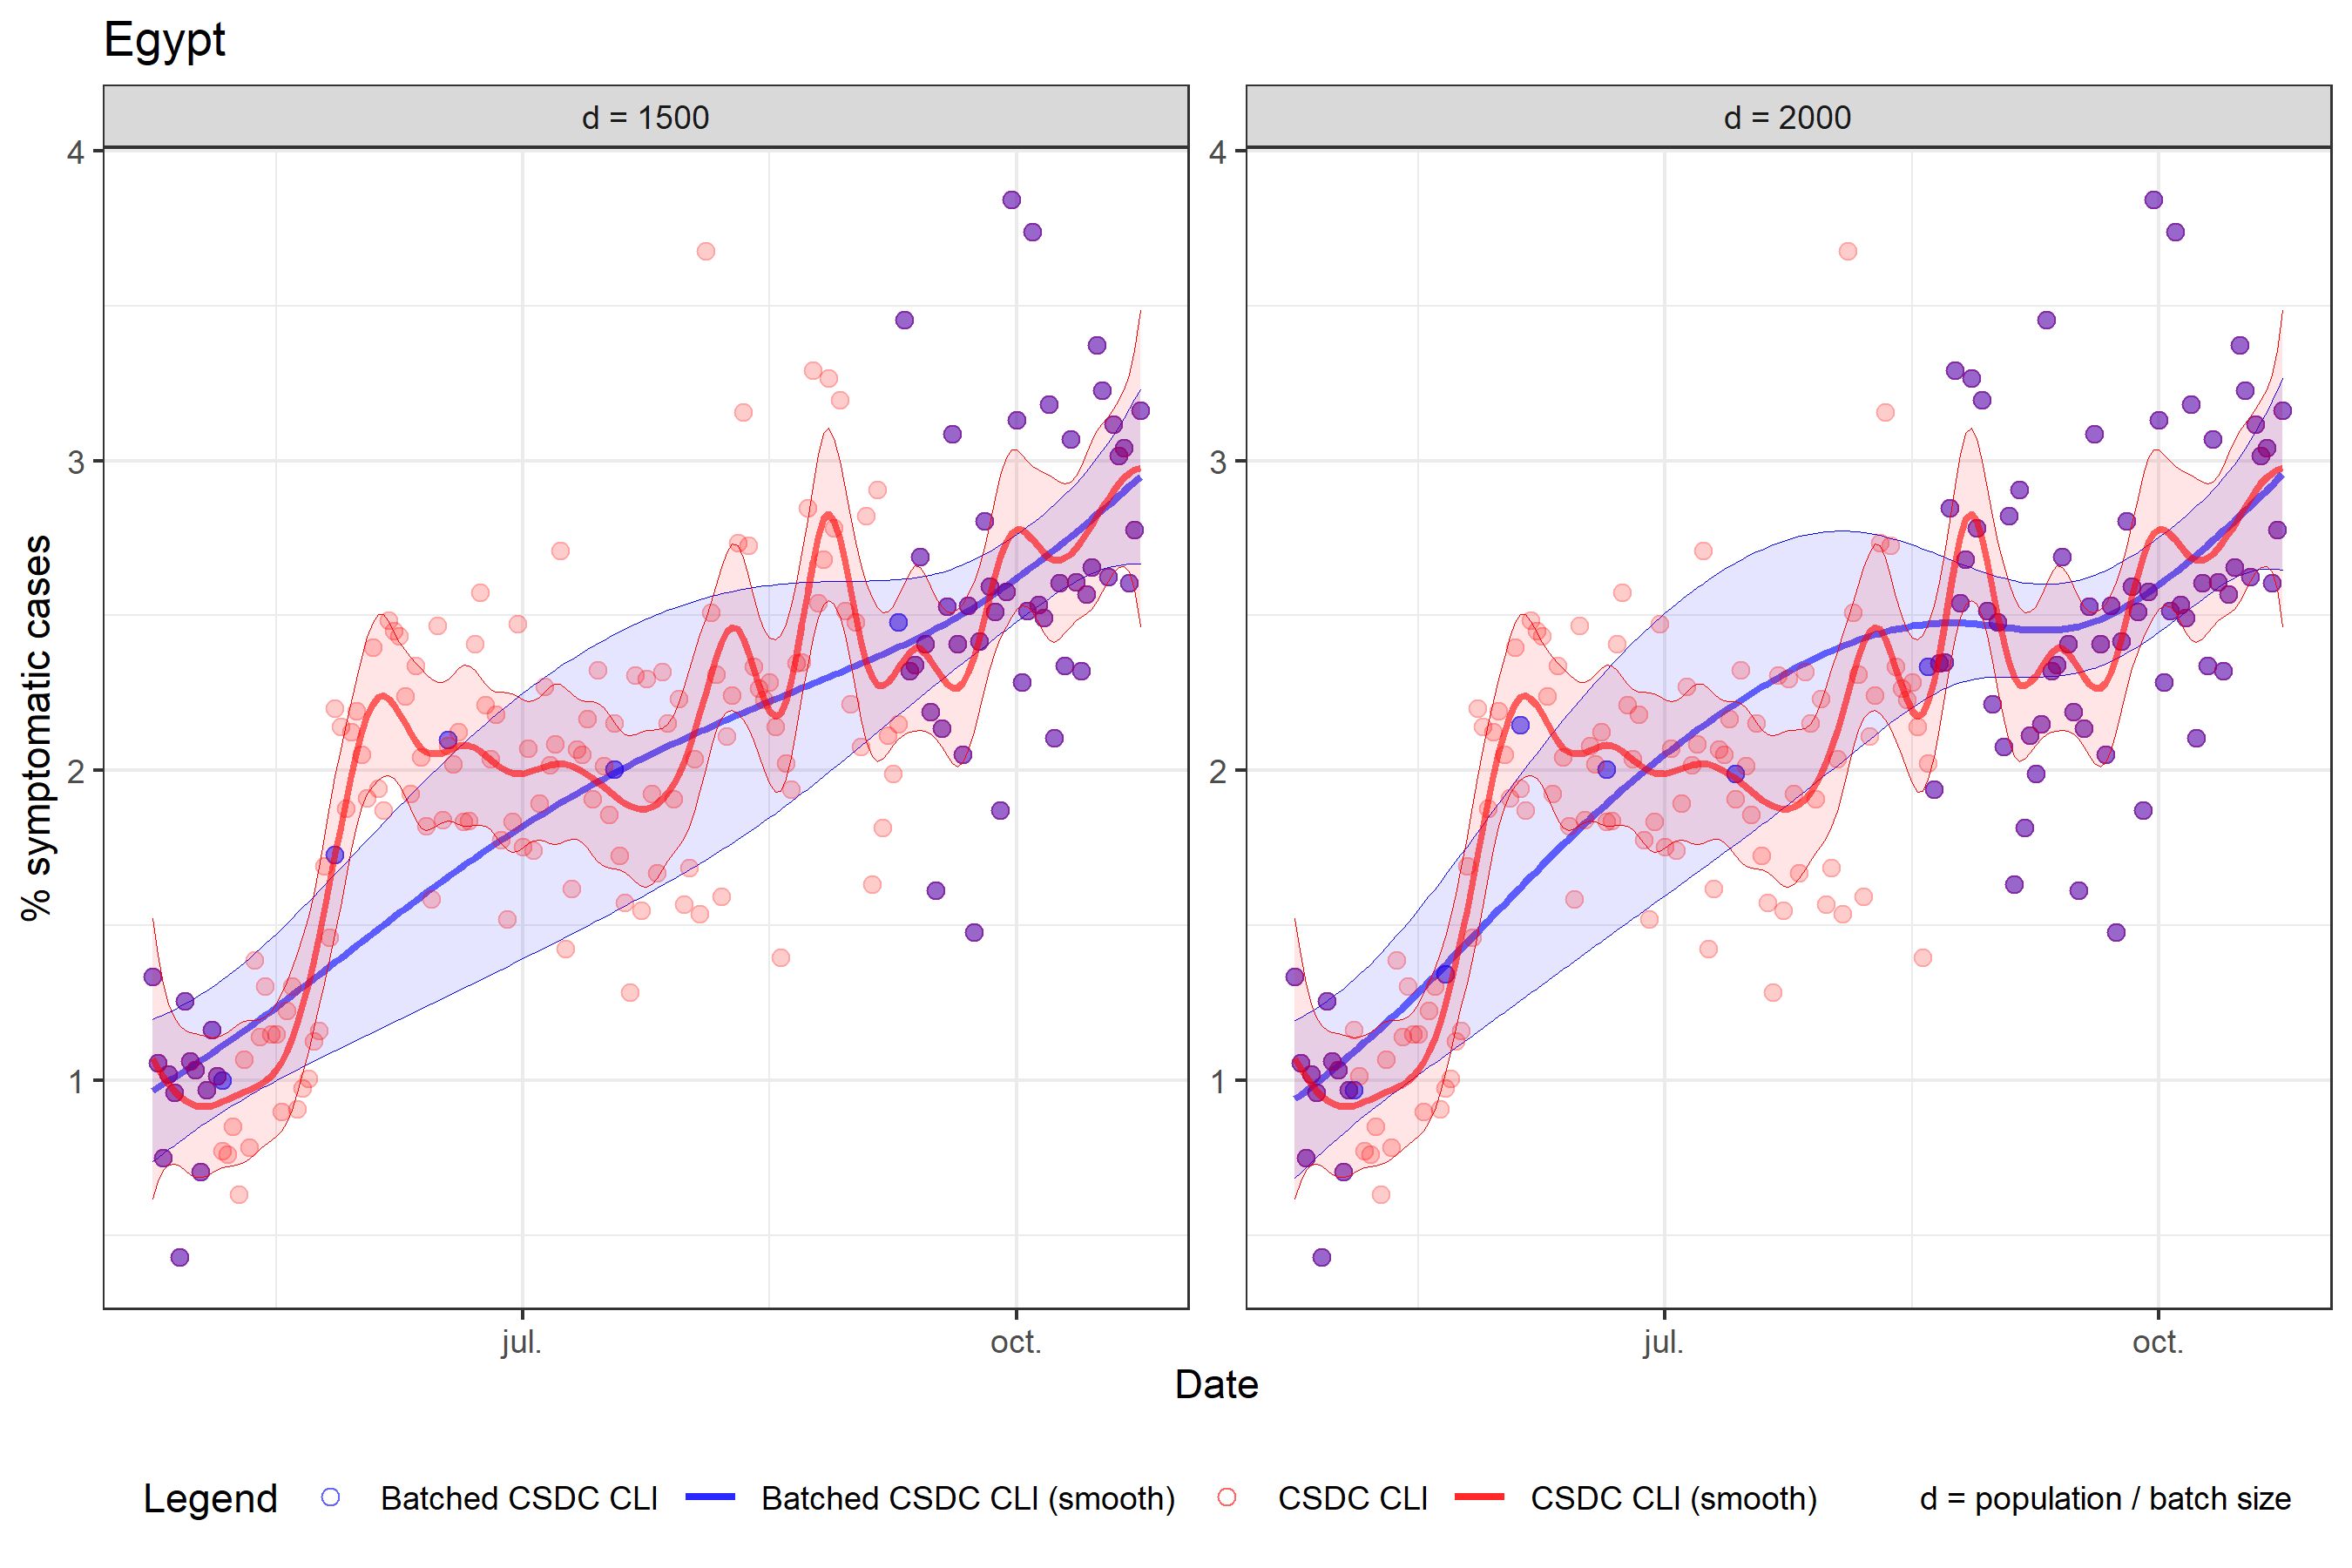 Egypt
d = 1500
d = 2000
4
3
2
1
4
3
2
1
% symptomatic cases
jul.
oct.
jul.
oct.
Date
Legend
Batched CSDC CLI
Batched CSDC CLI (smooth)
CSDC CLI
CSDC CLI (smooth)
d = population / batch size